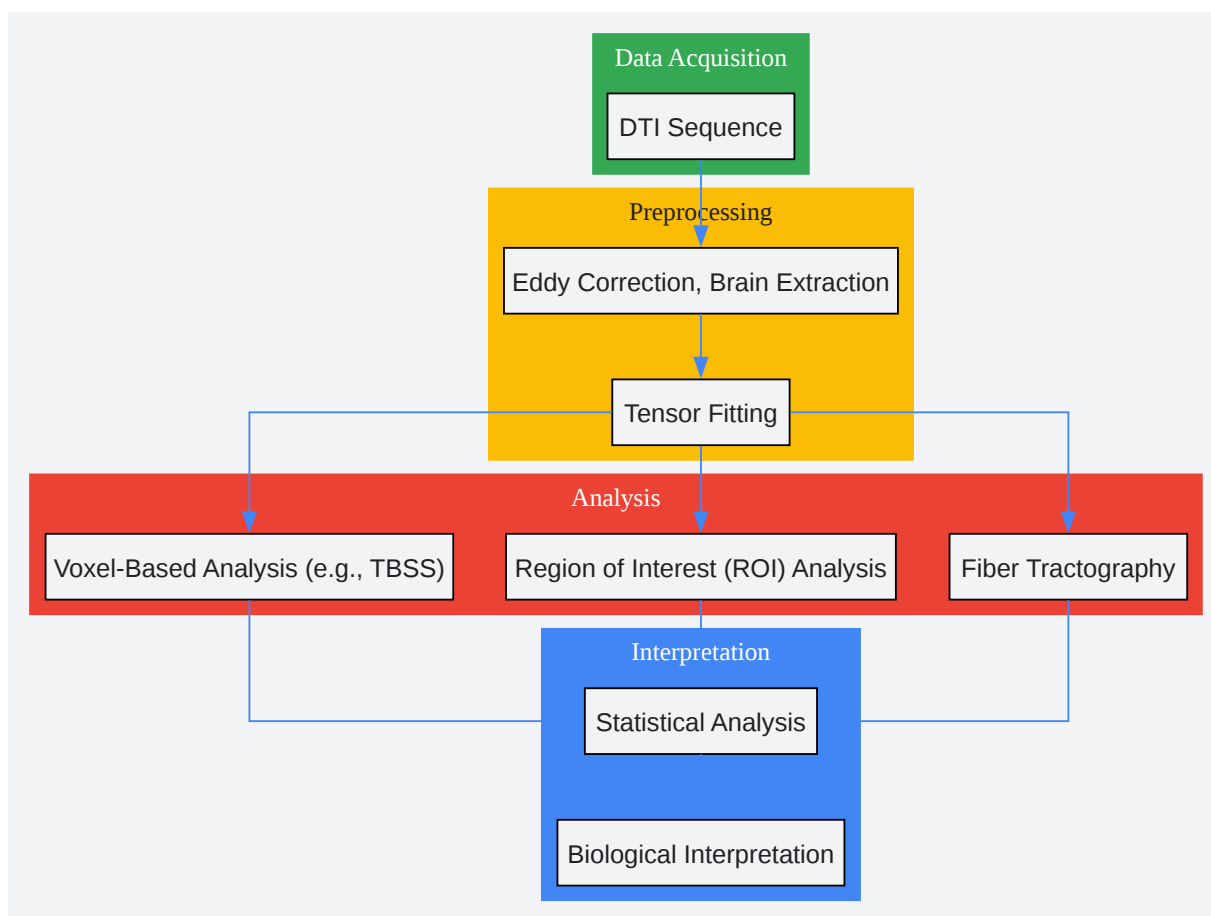 Data Acquisition
DTI Sequence
Preprocessing
Eddy Correction, Brain Extraction
Tensor Fitting
Analysis
Voxel-Based Analysis (e.g., TBSS)
Region of Interest (ROI) Analysis
Fiber Tractography
Interpretation
Statistical Analysis
Biological Interpretation